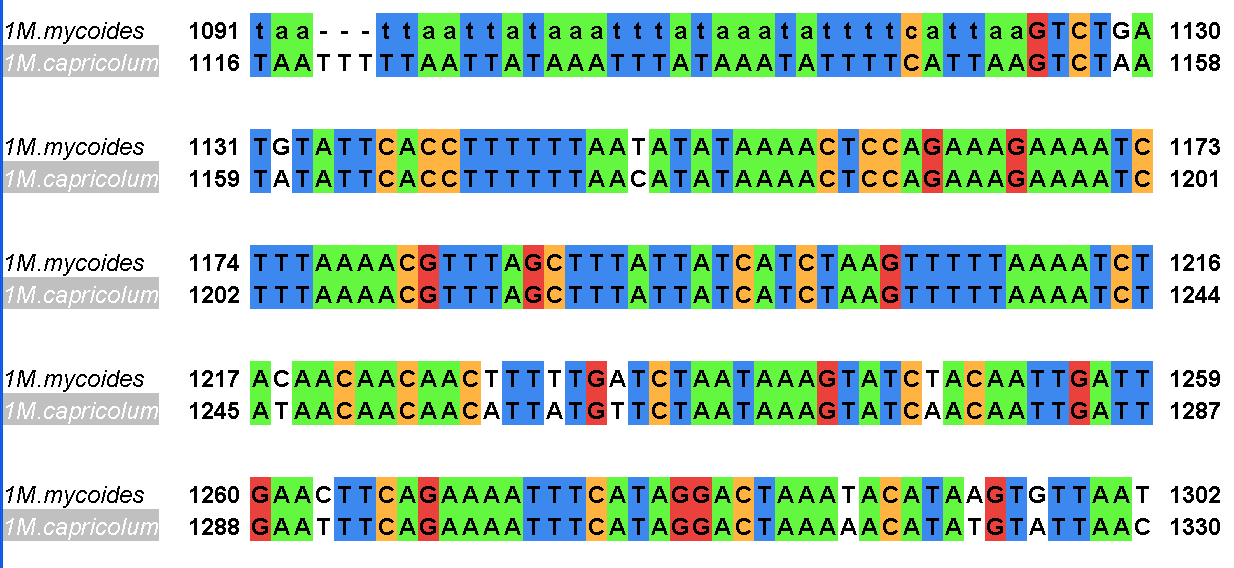 1M.mycoides 1091 taa---ttaattataaatttataaatattttcattaaGTCTGA 1130
1M.capricolum 1116 TAATTTTTAATTATAAATTTATAAATATTTTCATTAAGTCTAA 1158
1M.mycoides 1131 TGTATTCACCTTTTTTAATATATAAAACTCCAGAAAGAAAATC 1173
1M.capricolum 1159 TATATTCACCTTTTTTAACATATAAAACTCCAGAAAGAAAATC 1201
1M.mycoides 1174 TTTAAAACGTTTAGCTTTATTATCATCTAAGTTTTTAAAATCT 1216
1M.capricolum 1202 TTTAAAACGTTTAGCTTTATTATCATCTAAGTTTTTAAAATCT 1244
1M.mycoides 1217 ACAACAACAACTTTTTGATCTAATAAAGTATCTACAATTGATT 1259
1M.capricolum 1245 ATAACAACAACATTATGTTCTAATAAAGTATCAACAATTGATT 1287
1M.mycoides 1260 GAACTTCAGAAAATTTCATAGGACTAAATACATAAGTGTTAAT 1302
1M.capricolum 1288 GAATTTCAGAAAATTTCATAGGACTAAAAACATATGTATTAAC 1330